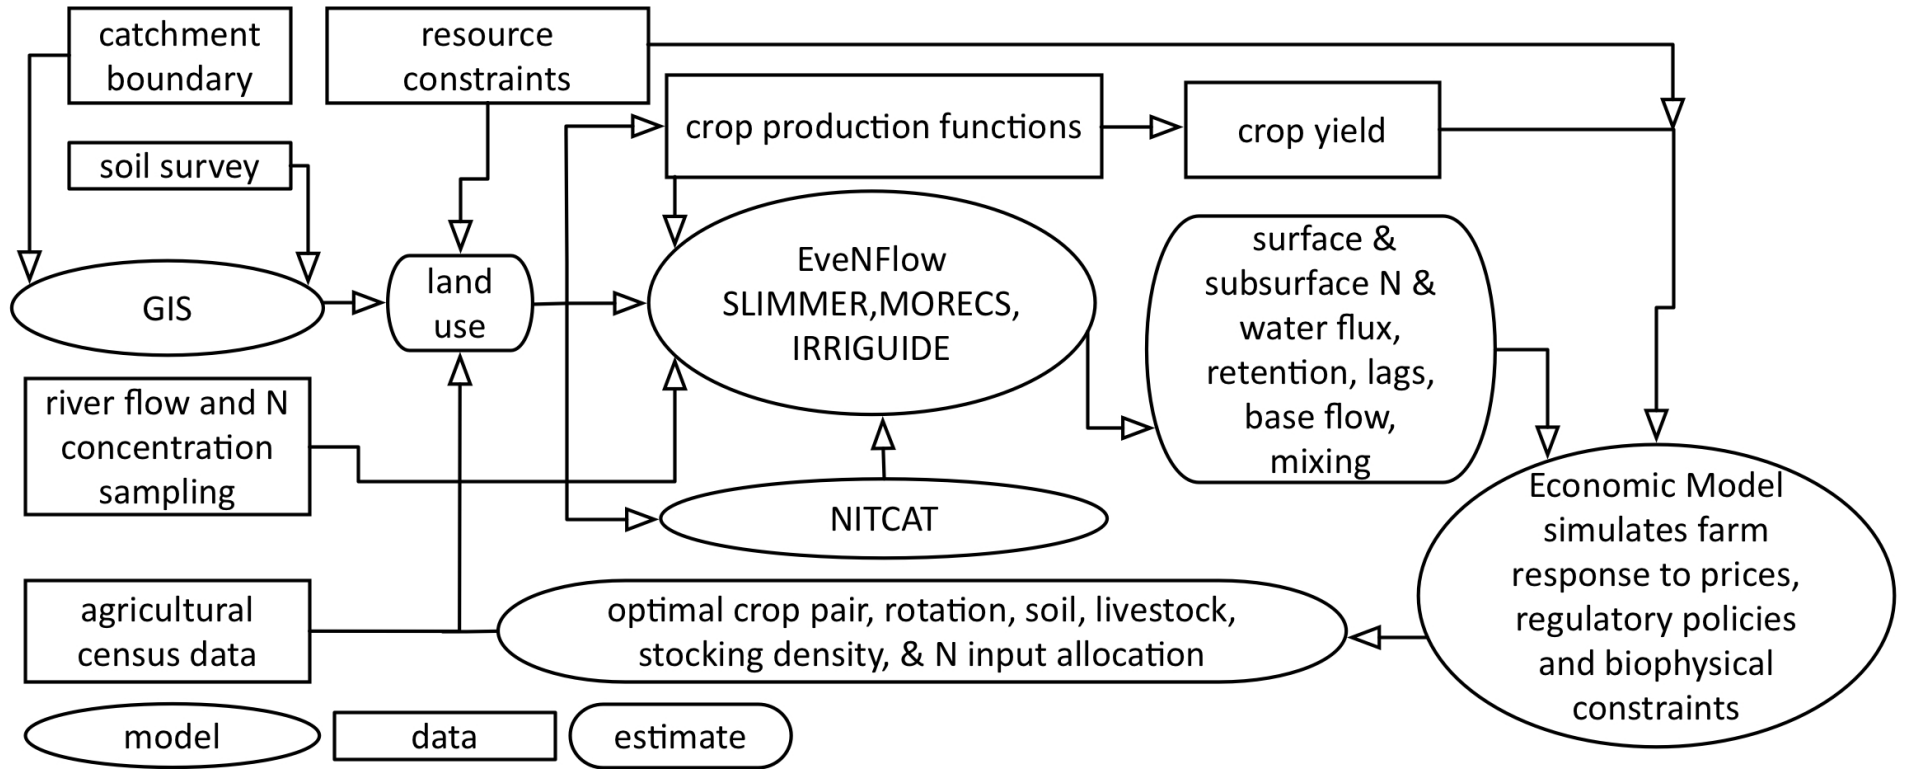 catchment
boundary
resource
constraints
soil survey
crop production functions
crop yield
GIS
land
use
EveNFlow
SLIMMER,MORECS,
IRRIGUIDE
surface &
subsurface N &
water flux,
retention, lags,
base flow,
mixing
river flow and N
concentration
sampling
NITCAT
Economic Model
simulates farm
response to prices,
regulatory policies
and biophysical
constraints
agricultural
census data
optimal crop pair, rotation, soil, livestock,
stocking density, & N input allocation
model
data
estimate